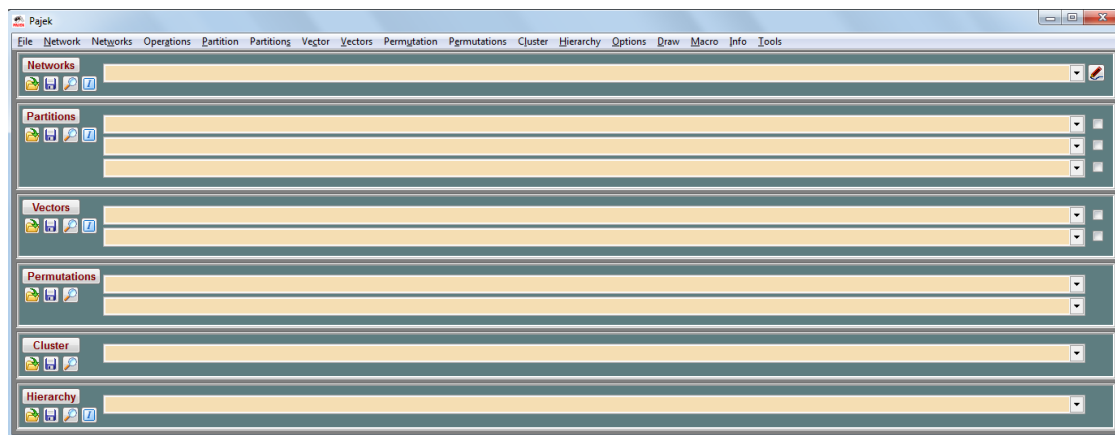 Pajek
File Network Networks Operations Partition Partitions Vector Vectors Permutation Permutations Cluster Hierarchy Options Draw Macro Info Tools
Networks
Partitions
Vectors
Permutations
Cluster
Hierarchy